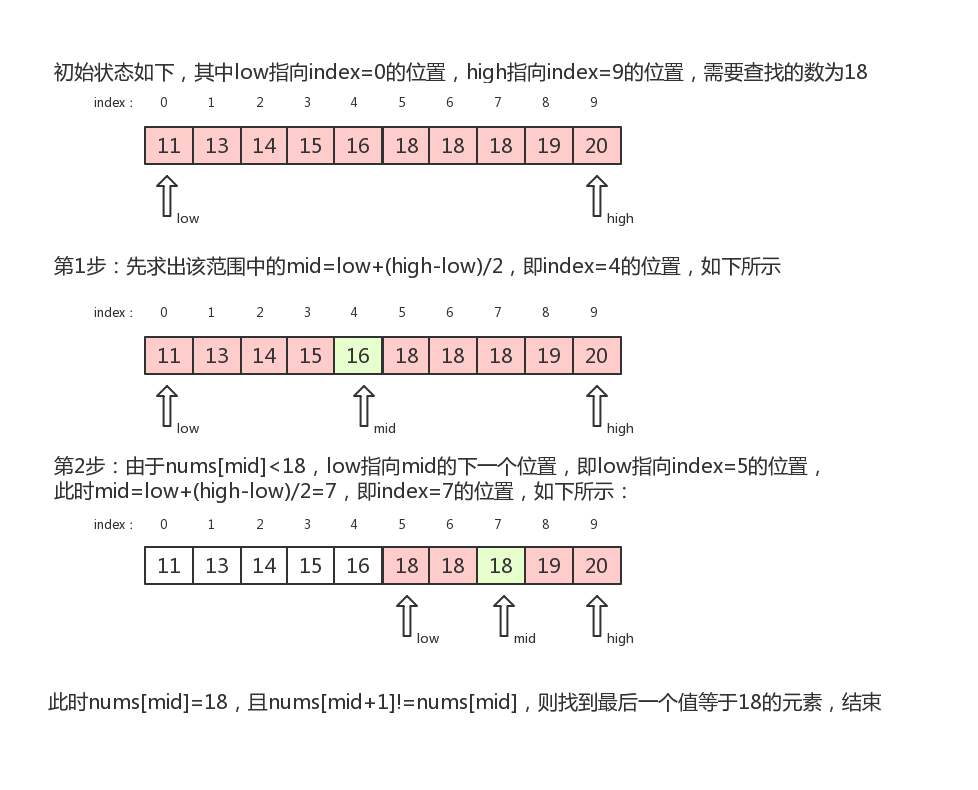 初始状态如下，其中low指向index=0的位置，high指向index=9的位置，需要查找的数为18
index： 0 1 2 3 4 5 6 7 8 9
11 13 14 15 16 18 18 18 19 20
low high
第1步：先求出该范围中的mid=low+(high-low)/2，即index=4的位置，如下所示
index： 0 1 2 3 4 5 6 7 8 9
11 13 14 15 16 18 18 18 19 20
low mid high
第2步：由于nums[mid]<18，low指向mid的下一个位置，即low指向index=5的位置，
此时mid=low+(high-low)/2=7，即index=7的位置，如下所示：
index： 0 1 2 3 4 5 6 7 8 9
11 13 14 15 16 18 18 18 19 20
low mid high
此时nums[mid]=18，且nums[mid+1]!=nums[mid]，则找到最后一个值等于18的元素，结束